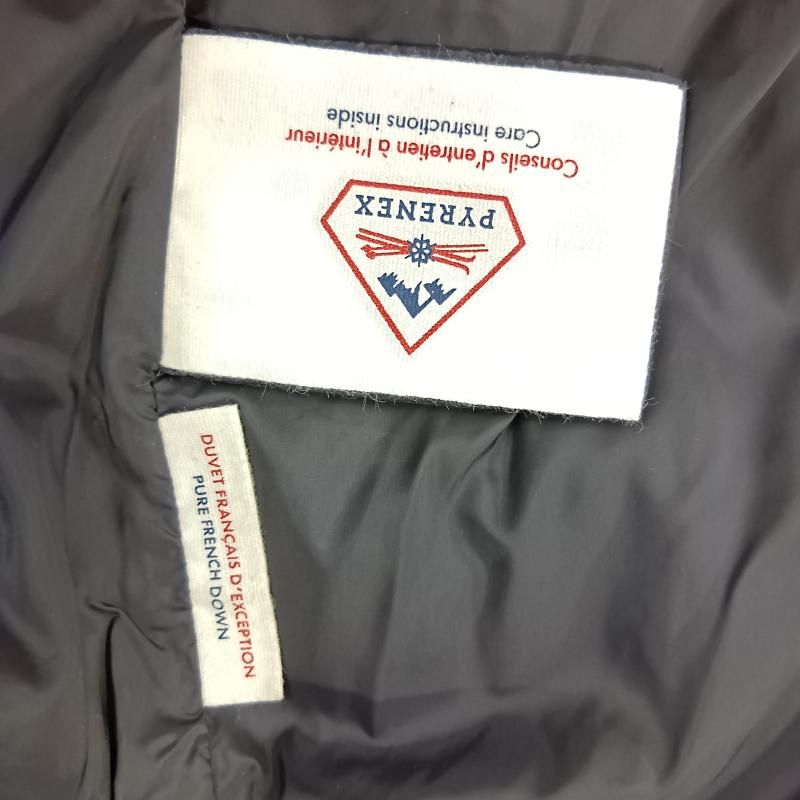 PYRENEX
Conseils d'entretien à l'intérieur
Care instructions inside
DUVET FRANÇAIS D'EXCEPTION
PURE FRENCH DOWN